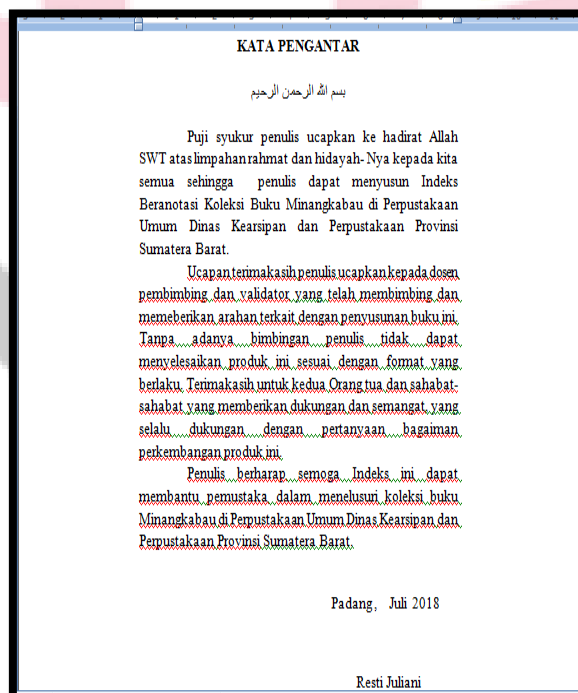 KATA PENGANTAR
بسم الله الرحمن الرحيم
Puji syukur penulis ucapkan ke hadirat Allah
SWT atas limpahan rahmat dan hidayah- Nya kepada kita
semua sehingga penulis dapat menyusun Indeks
Beranotasi Koleksi Buku Minangkabau di Perpustakaan
Umum Dinas Kearsipan dan Perpustakaan Provinsi
Sumatera Barat.
Ucapan terimakasih penulis ucapkan kepada dosen
pembimbing dan validator yang telah membimbing dan
memeberikan arahan terkait dengan penyusunan buku ini.
Tanpa adanya bimbingan penulis tidak dapat
menyelesaikan produk ini sesuai dengan format yang
berlaku. Terimakasih untuk kedua Orang tua dan sahabat-
sahabat yang memberikan dukungan dan semangat, yang
selalu dukungan dengan pertanyaan bagaiman
perkembangan produk ini.
Penulis berharap semoga Indeks ini dapat
membantu pemustaka dalam menelusuri koleksi buku
Minangkabau di Perpustakaan Umum Dinas Kearsipan dan
Perpustakaan Provinsi Sumatera Barat.
Padang, Juli 2018
Resti Juliani